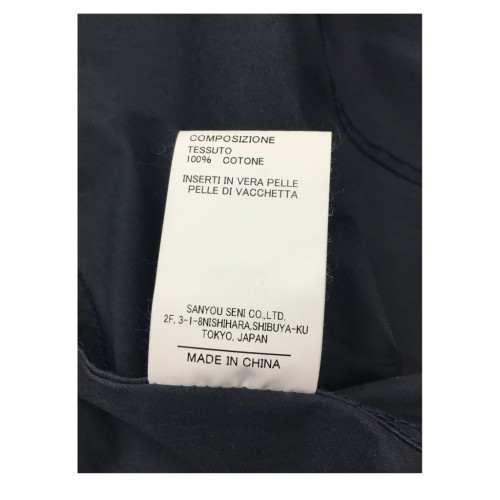 COMPOSIZIONE
TESSUTO
100% COTONE
INSERTI IN VERA PELLE
PELLE DI VACCHETTA
SANYOU SENI CO.,LTD.
2F, 3-1-8NISHIHARA,SHIBUYA-KU
TOKYO, JAPAN
MADE IN CHINA